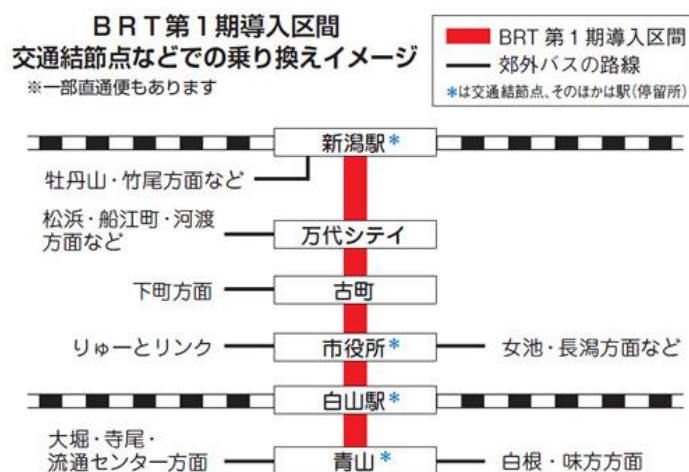 BRT第1期導入区間
交通結節点などでの乗り換えイメージ
※一部直通便もあります
BRT第1期導入区間
郊外バスの路線
*は交通結節点、そのほかは駅(停留所)
新潟駅*
牡丹山・竹尾方面など
松浜・船江町・河渡
方面など
万代シテイ
下町方面
古町
りゅーとリンク
市役所*
女池・長潟方面など
白山駅*
大堀・寺尾・
流通センター方面
青山*
白根・味方方面